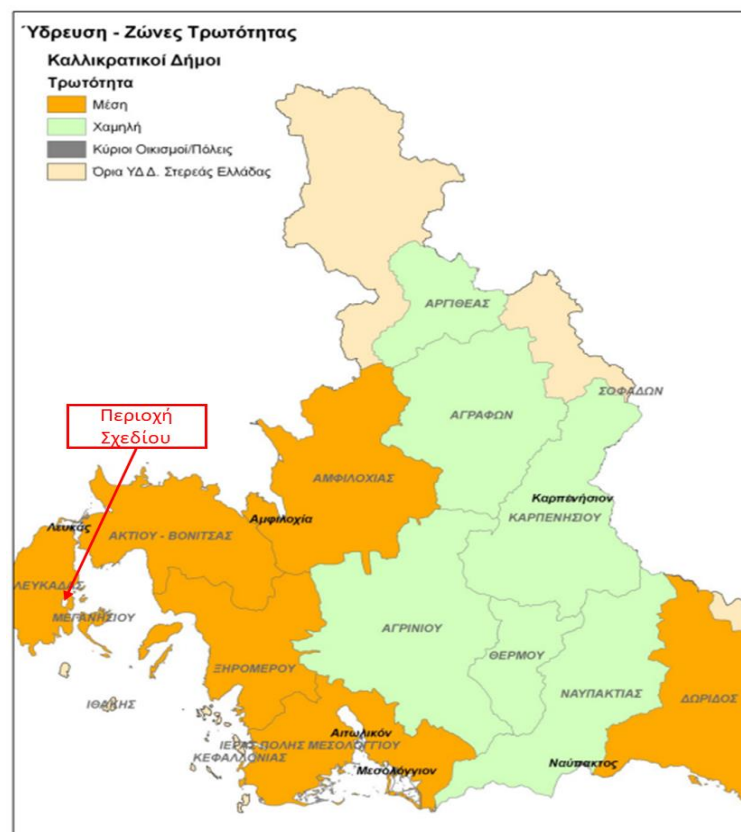 Ύδρευση - Ζώνες Τρωτότητας
Καλλικρατικοί Δήμοι
Τρωτότητα
Μέση
Χαμηλή
Κύριοι Οικισμοί/Πόλεις
Όρια ΥΔ Δ. Στερεάς Ελλάδας
ΑΡΓΙΘΕΑΣ
ΣΟΦΑΔΩΝ
ΑΓΡΑΦΩΝ
Περιοχή
Σχεδίου
ΑΜΦΙΛΟΧΙΑΣ
Καρπενήσιον
ΚΑΡΠΕΝΗΣΙΟΥ
Αμφιλοχία
Λευκάς
ΑΚΤΙΟΥ - ΒΟΝΙΤΣΑΣ
ΛΕΥΚΑΔΑΣ
ΜΕΓΑΝΗΣΙΟΥ
ΑΓΡΙΝΙΟΥ
ΘΕΡΜΟΥ
ΞΗΡΟΜΕΡΟΥ
ΝΑΥΠΑΚΤΙΑΣ
ΔΩΡΙΔΟΣ
ΙΘΑΚΗΣ
Αιτωλικόν
ΙΕΡΑΣ ΠΟΛΗΣ ΜΕΣΟΛΟΓΓΙΟΥ
ΚΕΦΑΛΛΟΝΙΑΣ
Μεσολόγγιον
Ναύπακτος